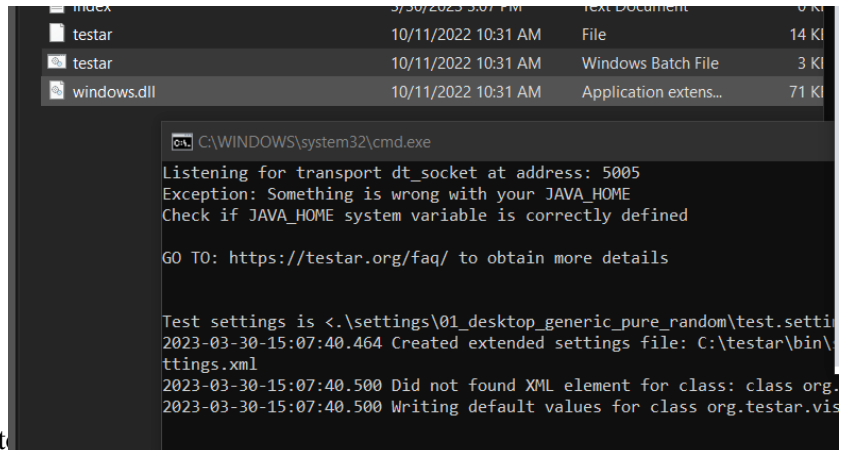 index 3/30/2023 3:07 PM Text Document 0 K
testar 10/11/2022 10:31 AM File 14 K
testar 10/11/2022 10:31 AM Windows Batch File 3 K
windows.dll 10/11/2022 10:31 AM Application extens... 71 K
C:\WINDOWS\system32\cmd.exe
Listening for transport dt_socket at address: 5005
Exception: Something is wrong with your JAVA_HOME
Check if JAVA_HOME system variable is correctly defined
GO TO: https://testar.org/faq/ to obtain more details
Test settings is <.\settings\01_desktop_generic_pure_random\test.setti
2023-03-30-15:07:40.464 Created extended settings file: C:\testar\bin\
ttings.xml
2023-03-30-15:07:40.500 Did not found XML element for class: class org.
2023-03-30-15:07:40.500 Writing default values for class org.testar.vis